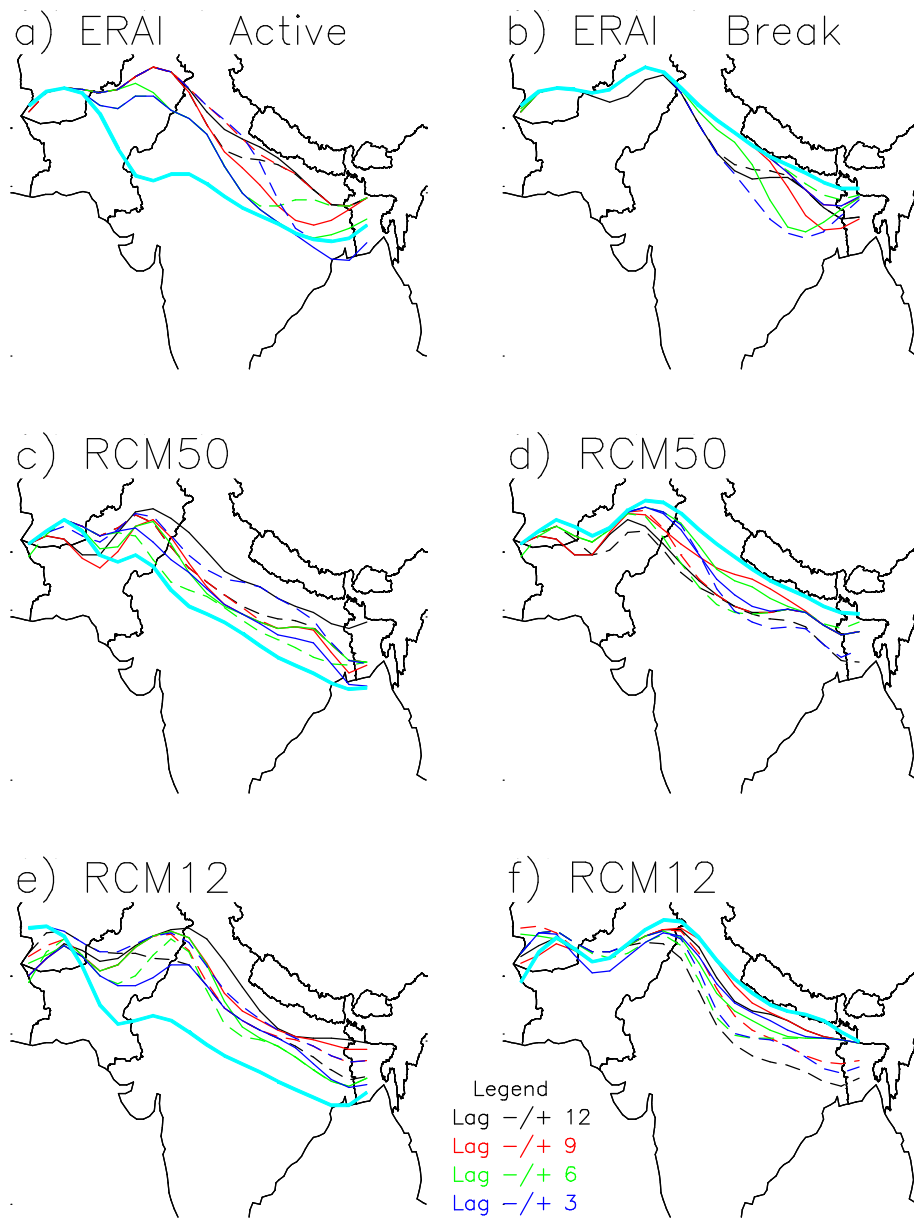 a) ERAI Active
b) ERAI Break
c) RCM50
d) RCM50
e) RCM12
f) RCM12
Legend
Lag -/+ 12
Lag -/+ 9
Lag -/+ 6
Lag -/+ 3